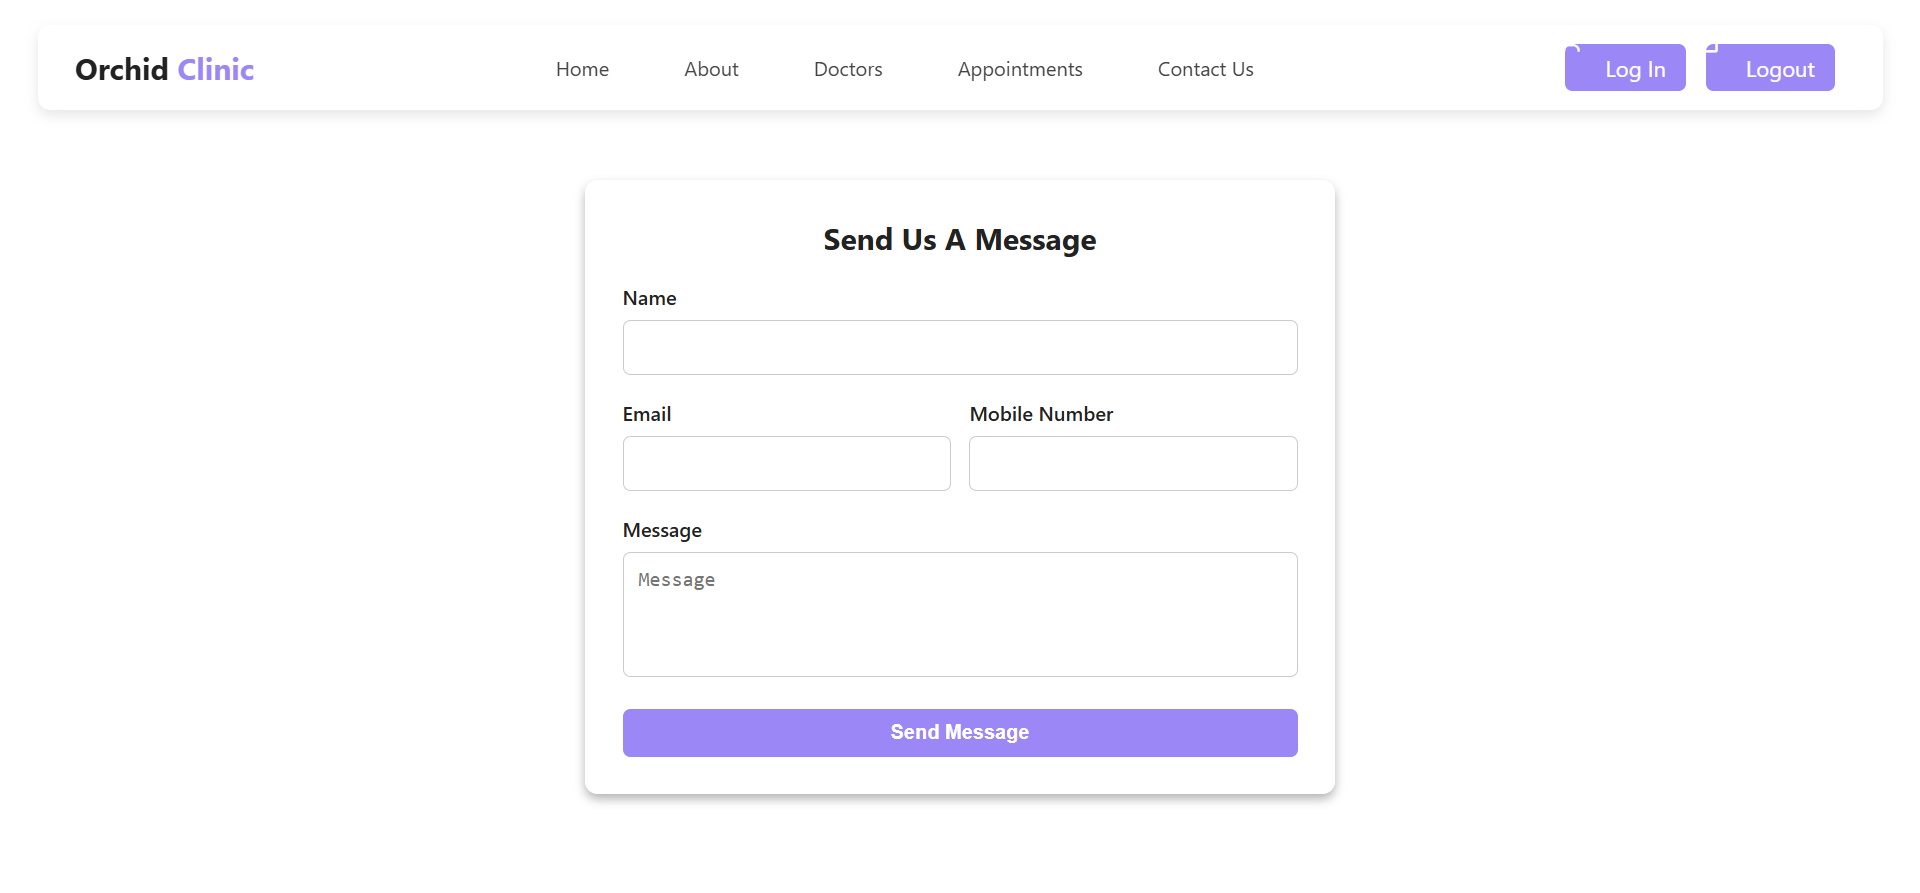 Orchid Clinic Home About Doctors Appointments Contact Us Log In Logout
Send Us A Message
Name
Email Mobile Number
Message
Message
Send Message